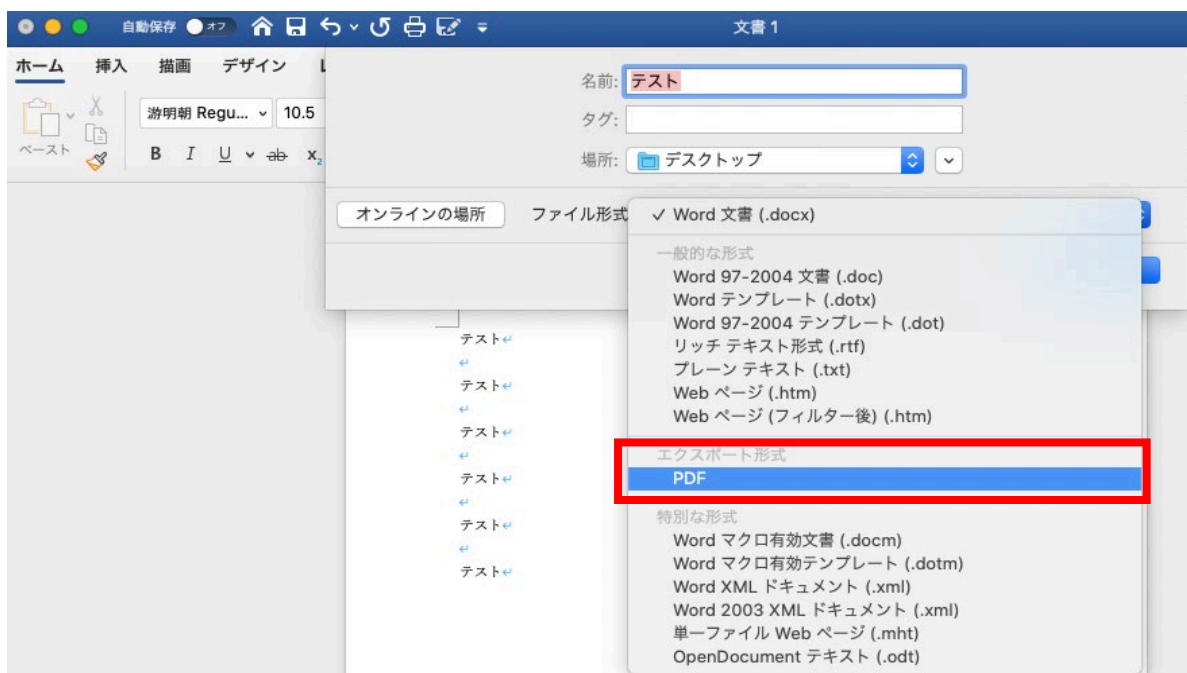 自動保存 オフ 文書 1
ホーム 挿入 描画 デザイン
名前: テスト
タグ:
場所: デスクトップ
游明朝 Regu... 10.5
ペースト B I U ab x₂
オンラインの場所 ファイル形式 ✓ Word 文書 (.docx)
一般的な形式
Word 97-2004 文書 (.doc)
Word テンプレート (.dotx)
Word 97-2004 テンプレート (.dot)
リッチ テキスト形式 (.rtf)
プレーン テキスト (.txt)
Web ページ (.htm)
Web ページ (フィルター後) (.htm)
エクスポート形式
PDF
特別な形式
Word マクロ有効文書 (.docm)
Word マクロ有効テンプレート (.dotm)
Word XML ドキュメント (.xml)
Word 2003 XML ドキュメント (.xml)
単一ファイル Web ページ (.mht)
OpenDocument テキスト (.odt)
テスト
テスト
テスト
テスト
テスト
テスト